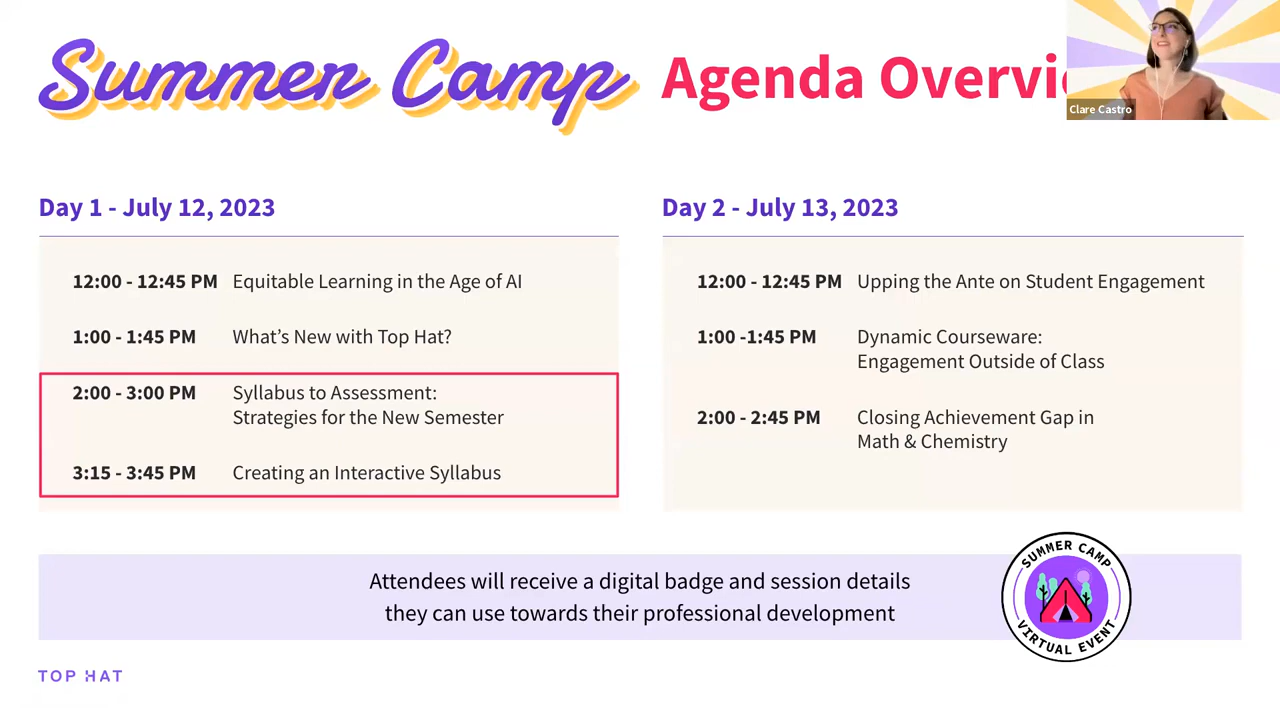 Summer Camp Agenda Overvie
Clare Castro
Day 1 - July 12, 2023
12:00 - 12:45 PM Equitable Learning in the Age of AI
1:00 - 1:45 PM What's New with Top Hat?
2:00 - 3:00 PM Syllabus to Assessment:
Strategies for the New Semester
3:15 - 3:45 PM Creating an Interactive Syllabus
Day 2 - July 13, 2023
12:00 - 12:45 PM Upping the Ante on Student Engagement
1:00 -1:45 PM Dynamic Courseware:
Engagement Outside of Class
2:00 - 2:45 PM Closing Achievement Gap in
Math & Chemistry
Attendees will receive a digital badge and session details
they can use towards their professional development
SUMMER CAMP
VIRTUAL EVENT
TOP HAT